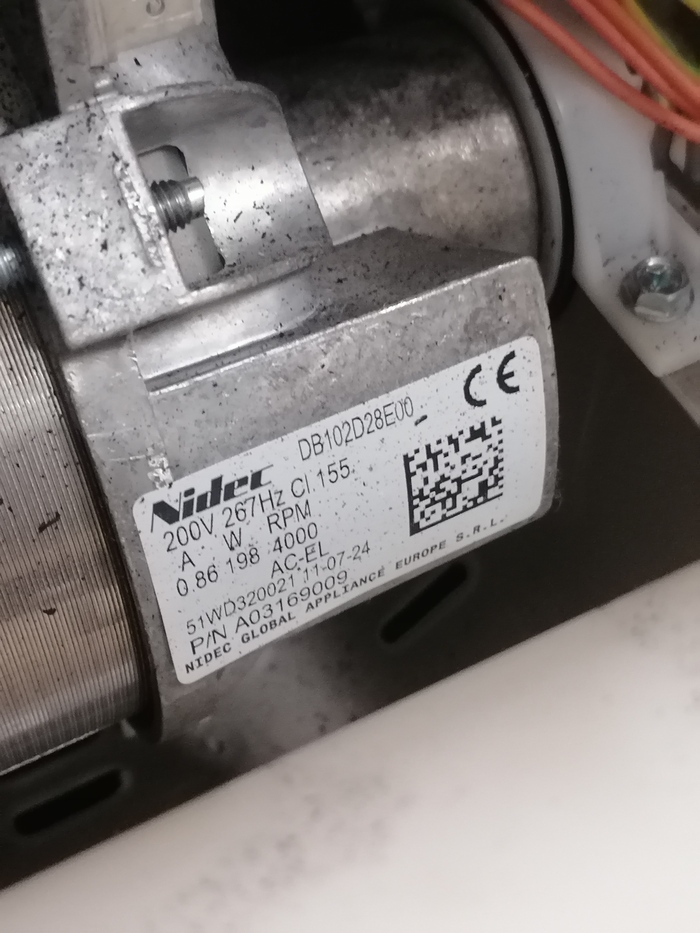 DB102D28E00 CE
Nidec
200V 267Hz Cl 155
A W RPM
0.86 198 4000
AC-EL
51WD320021 11-07-24
P/N A03169009
NIDEC GLOBAL APPLIANCE EUROPE S.R.L.